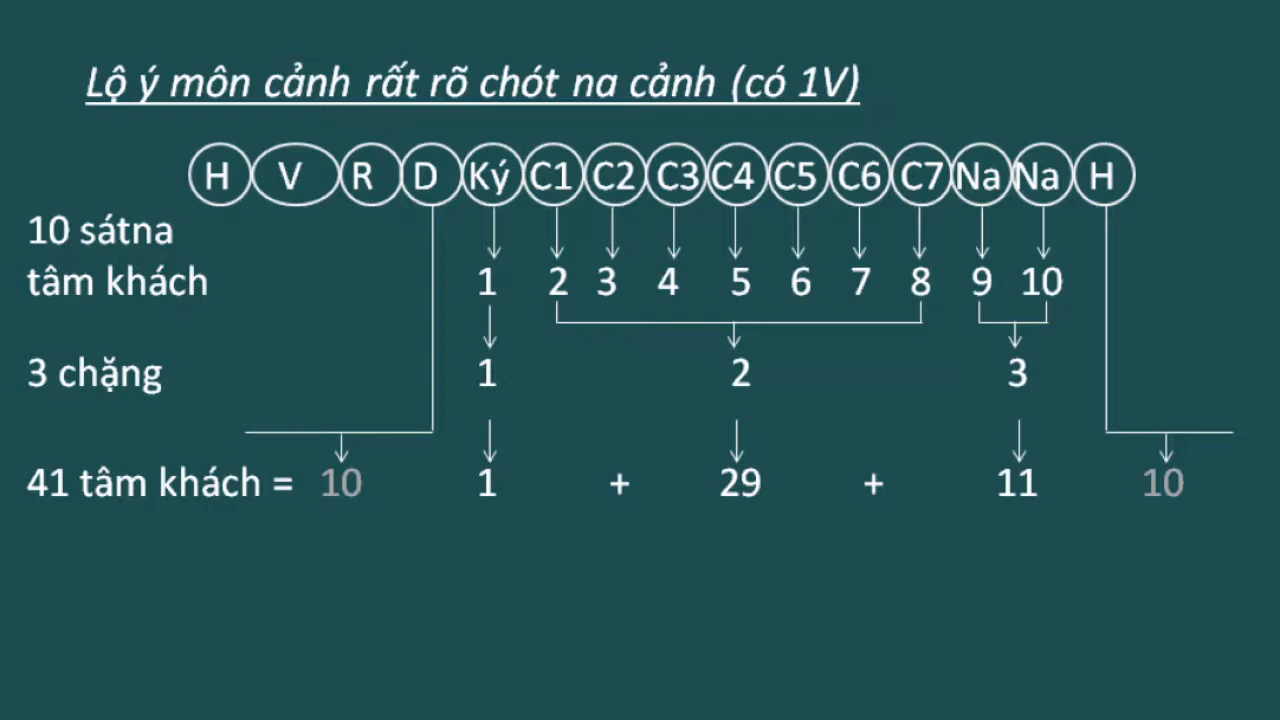 Lộ ý môn cảnh rất rõ chót na cảnh (có 1V)
H V R D Ký C1 C2 C3 C4 C5 C6 C7 Na Na H
10 sátna
tâm khách 1 2 3 4 5 6 7 8 9 10
3 chặng 1 2 3
41 tâm khách = 10 1 + 29 + 11 10